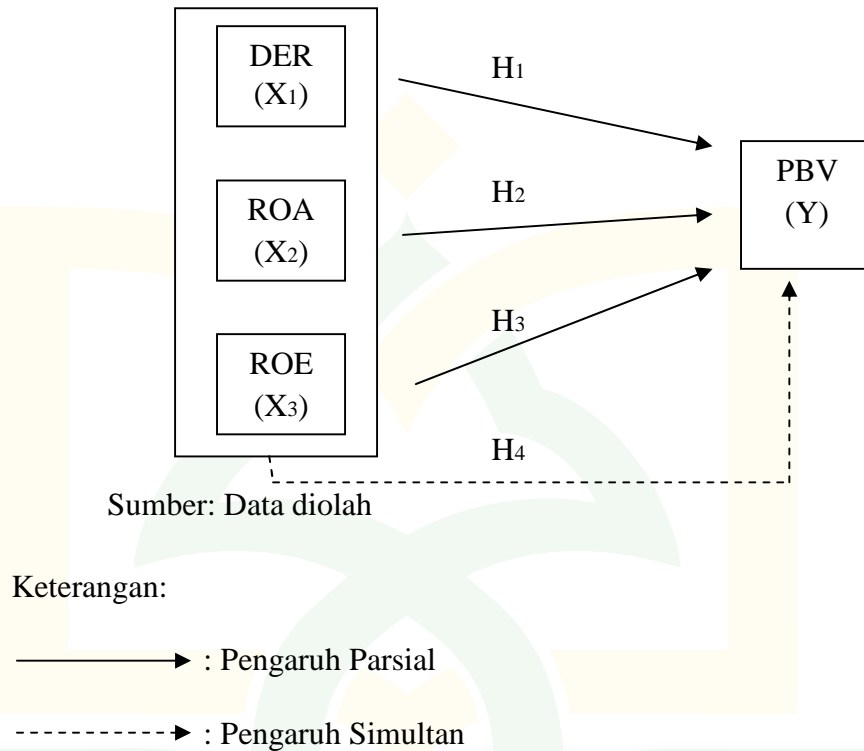 DER
(X1)
H1
PBV
(Y)
ROA
(X2)
H2
ROE
(X3)
H3
H4
Sumber: Data diolah
Keterangan:
: Pengaruh Parsial
: Pengaruh Simultan